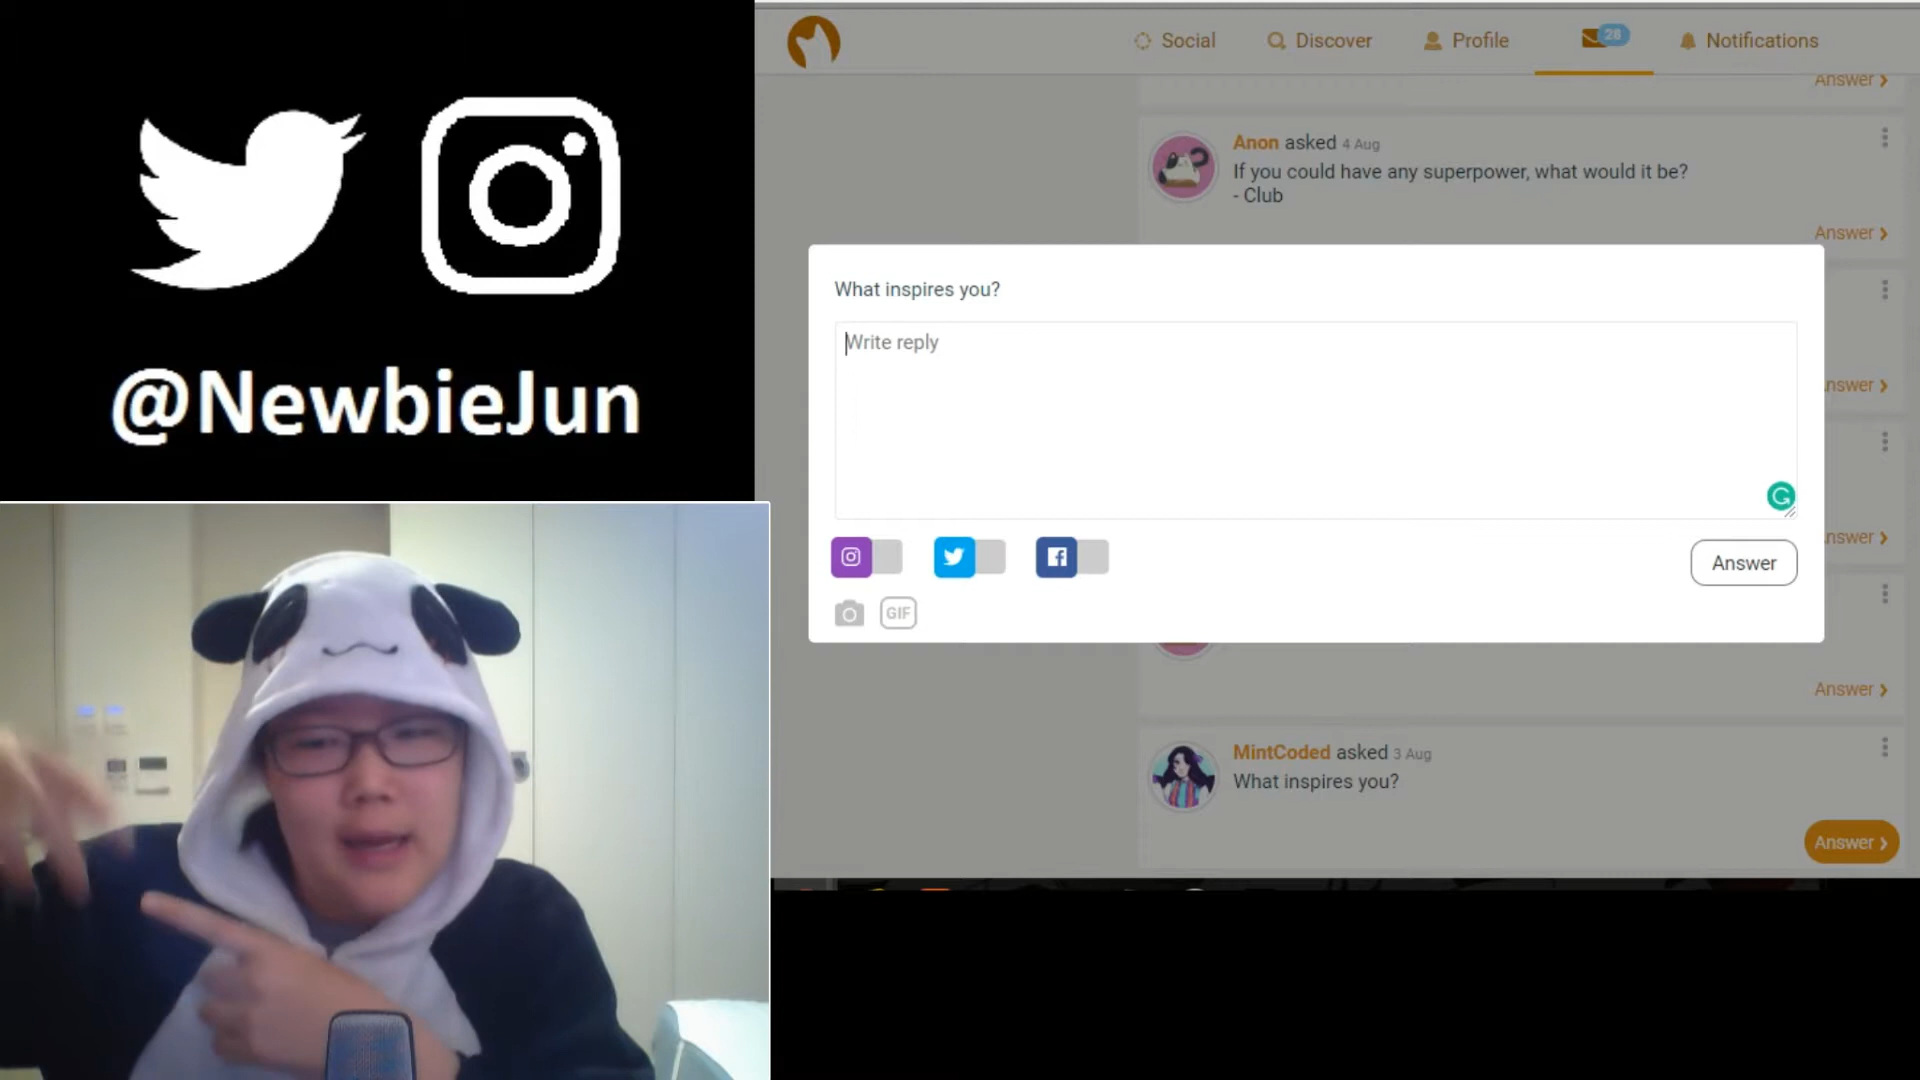 @NewbieJun
Social
Discover
Profile
28
Notifications
Answer
Anon asked 4 Aug
If you could have any superpower, what would it be?
- Club
Answer
What inspires you?
Write reply
nswer
nswer
Answer
GIF
Answer
MintCoded asked 3 Aug
What inspires you?
Answer